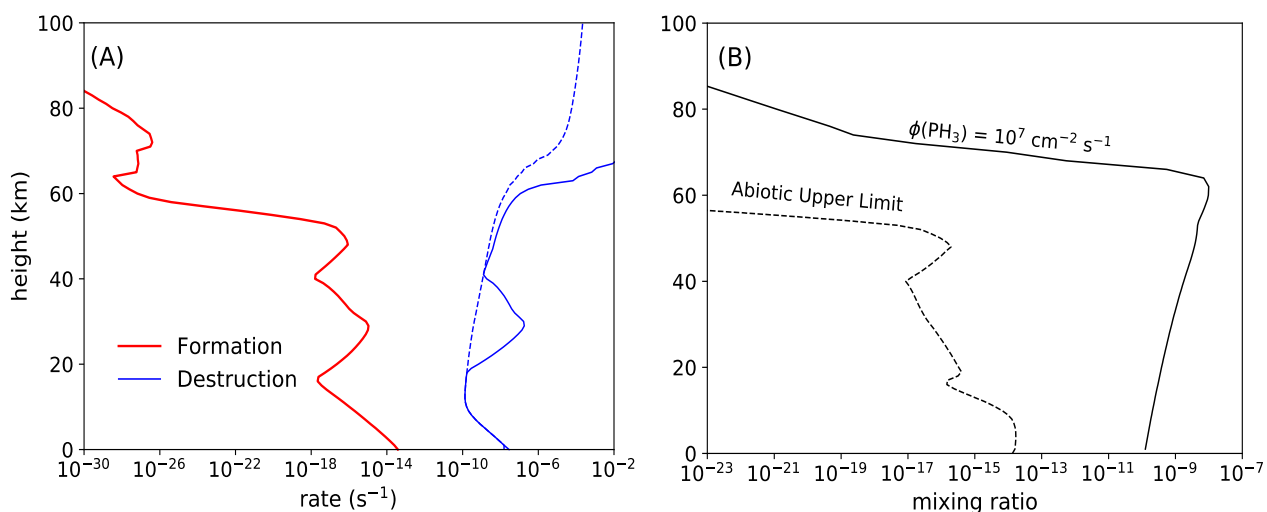 (A)
100
80
60
40
20
0
height (km)
Formation
Destruction
10⁻³⁰ 10⁻²⁶ 10⁻²² 10⁻¹⁸ 10⁻¹⁴ 10⁻¹⁰ 10⁻⁶ 10⁻²
rate (s⁻¹)
(B)
100
80
60
40
20
0
ϕ(PH₃) = 10⁷ cm⁻² s⁻¹
Abiotic Upper Limit
10⁻²³ 10⁻²¹ 10⁻¹⁹ 10⁻¹⁷ 10⁻¹⁵ 10⁻¹³ 10⁻¹¹ 10⁻⁹ 10⁻⁷
mixing ratio